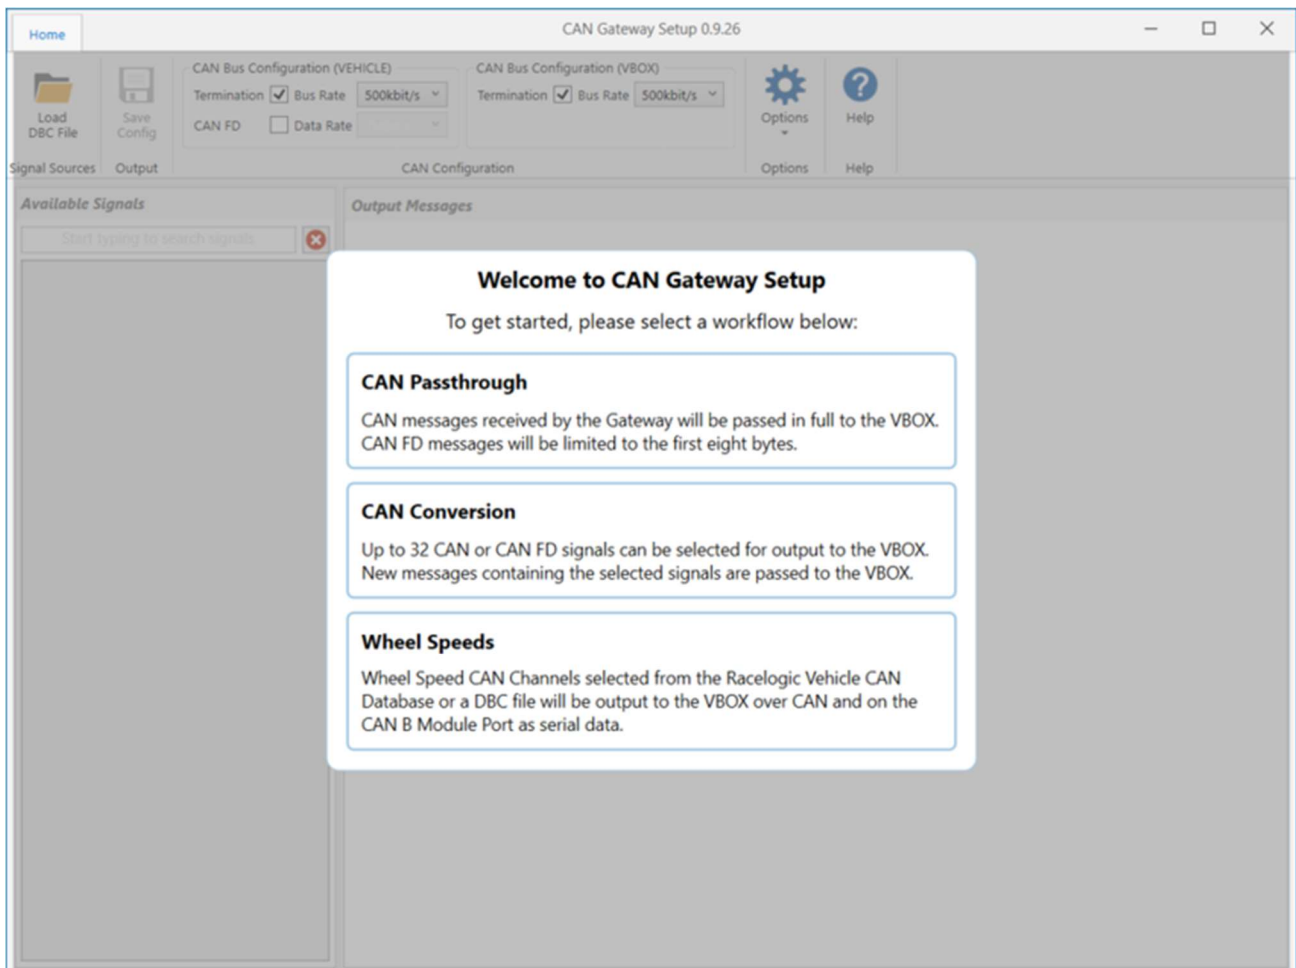 Home
CAN Gateway Setup 0.9.26
CAN Bus Configuration (VEHICLE)
CAN Bus Configuration (VBOX)
Termination Bus Rate 500kbit/s
Termination Bus Rate 500kbit/s
CAN FD Data Rate
Load
DBC File
Save
Config
Options
Help
Signal Sources
Output
CAN Configuration
Options
Help
Available Signals
Output Messages
Start typing to search signals
Welcome to CAN Gateway Setup
To get started, please select a workflow below:
CAN Passthrough
CAN messages received by the Gateway will be passed in full to the VBOX.
CAN FD messages will be limited to the first eight bytes.
CAN Conversion
Up to 32 CAN or CAN FD signals can be selected for output to the VBOX.
New messages containing the selected signals are passed to the VBOX.
Wheel Speeds
Wheel Speed CAN Channels selected from the Racelogic Vehicle CAN
Database or a DBC file will be output to the VBOX over CAN and on the
CAN B Module Port as serial data.